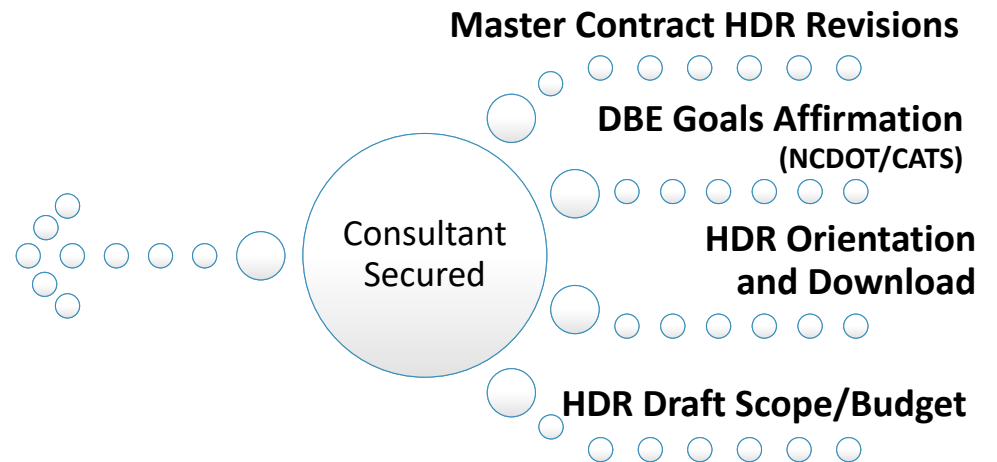 Master Contract HDR Revisions
DBE Goals Affirmation
(NCDOT/CATS)
Consultant
Secured
HDR Orientation
and Download
HDR Draft Scope/Budget